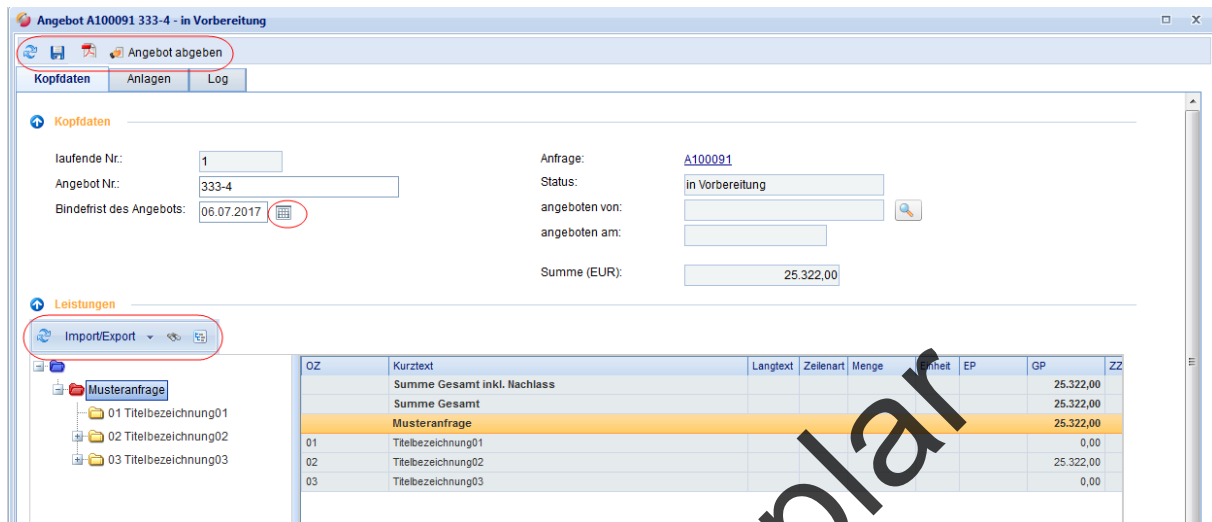 Angebot A100091 333-4 - in Vorbereitung
X
Angebot abgeben
Kopfdaten Anlagen Log
Kopfdaten
laufende Nr.: 1 Anfrage: A100091
Angebot Nr.: 333-4 Status: in Vorbereitung
Bindefrist des Angebots: 06.07.2017 angeboten von:
angeboten am:
Summe (EUR): 25.322,00
Leistungen
Import/Export
OZ Kurztext Langtext Zeilenart Menge Einheit EP GP ZZ
Summe Gesamt inkl. Nachlass 25.322,00
Musteranfrage
Summe Gesamt 25.322,00
01 Titelbezeichnung01
Musteranfrage 25.322,00
02 Titelbezeichnung02
01 Titelbezeichnung01 0,00
03 Titelbezeichnung03
02 Titelbezeichnung02 25.322,00
03 Titelbezeichnung03 0,00
plar